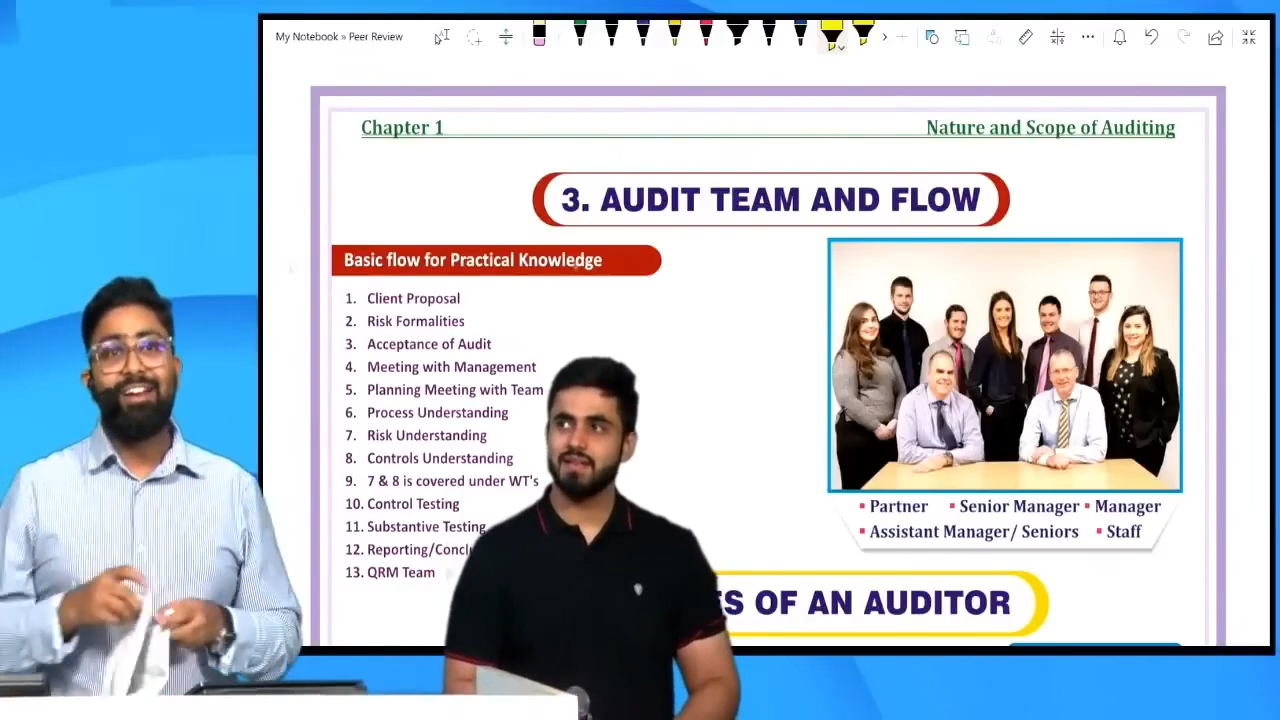 My Notebook » Peer Review
Chapter 1
Nature and Scope of Auditing
3. AUDIT TEAM AND FLOW
Basic flow for Practical Knowledge
1. Client Proposal
2. Risk Formalities
3. Acceptance of Audit
4. Meeting with Management
5. Planning Meeting with Team
6. Process Understanding
7. Risk Understanding
8. Controls Understanding
9. 7 & 8 is covered under WT's
10. Control Testing
11. Substantive Testing
12. Reporting/
13. QRM Team
▪ Partner ▪ Senior Manager ▪ Manager
▪ Assistant Manager/ Seniors ▪ Staff
OF AN AUDITOR